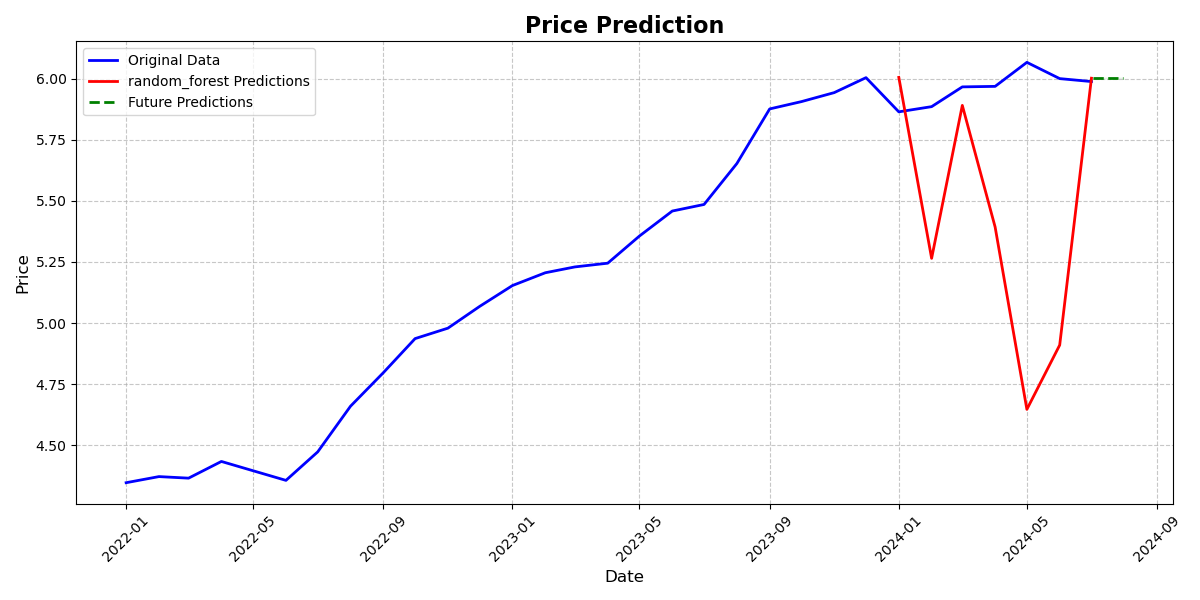 Price Prediction
Original Data
random_forest Predictions
Future Predictions
Price
6.00
5.75
5.50
5.25
5.00
4.75
4.50
2022-01
2022-05
2022-09
2023-01
2023-05
2023-09
2024-01
2024-05
2024-09
Date